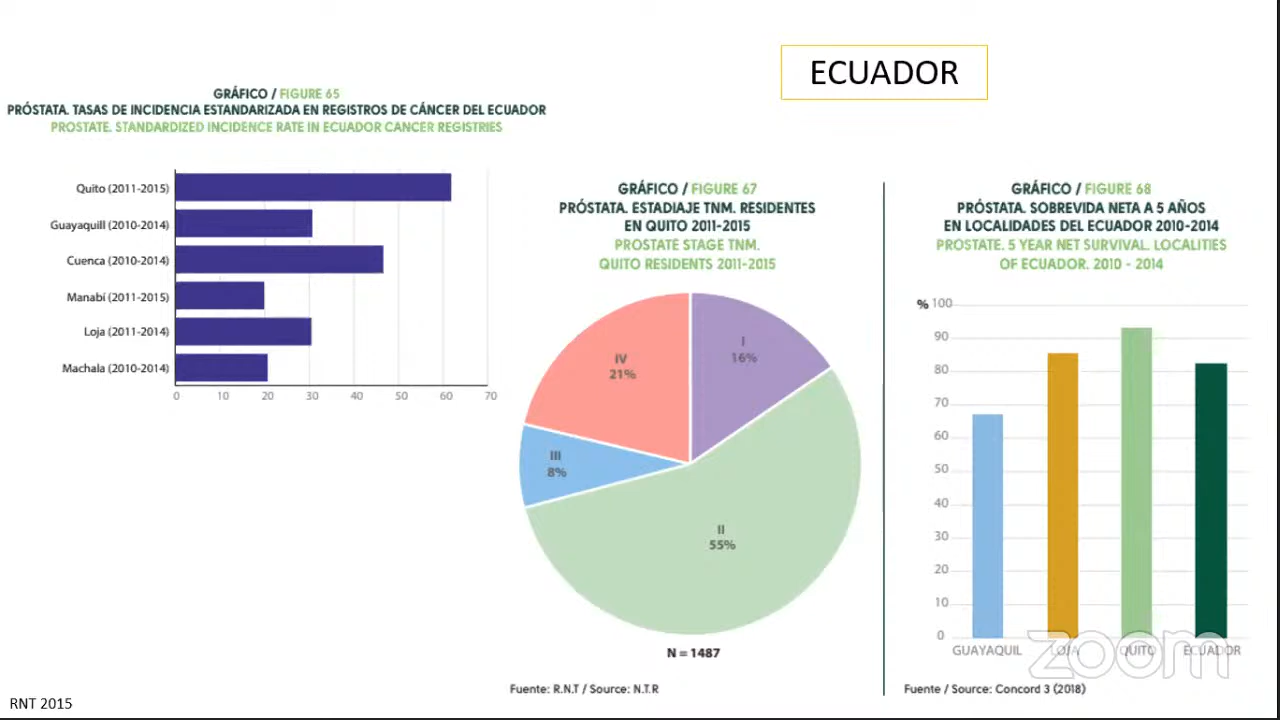 ECUADOR
GRÁFICO / FIGURE 65
PRÓSTATA. TASAS DE INCIDENCIA ESTANDARIZADA EN REGISTROS DE CÁNCER DEL ECUADOR
PROSTATE. STANDARDIZED INCIDENCE RATE IN ECUADOR CANCER REGISTRIES
Quito (2011-2015)
Guayaquill (2010-2014)
Cuenca (2010-2014)
Manabí (2011-2015)
Loja (2011-2014)
Machala (2010-2014)
0 10 20 30 40 50 60 70
GRÁFICO / FIGURE 67
PRÓSTATA. ESTADIAJE TNM. RESIDENTES
EN QUITO 2011-2015
PROSTATE STAGE TNM.
QUITO RESIDENTS 2011-2015
I
16%
IV
21%
III
8%
II
55%
N = 1487
Fuente: R.N.T / Source: N.T.R
GRÁFICO / FIGURE 68
PRÓSTATA. SOBREVIDA NETA A 5 AÑOS
EN LOCALIDADES DEL ECUADOR 2010-2014
PROSTATE. 5 YEAR NET SURVIVAL. LOCALITIES
OF ECUADOR. 2010 - 2014
% 100
90
80
70
60
50
40
30
20
10
0
GUAYAQUIL LOJA QUITO ECUADOR
zoom
Fuente / Source: Concord 3 (2018)
RNT 2015